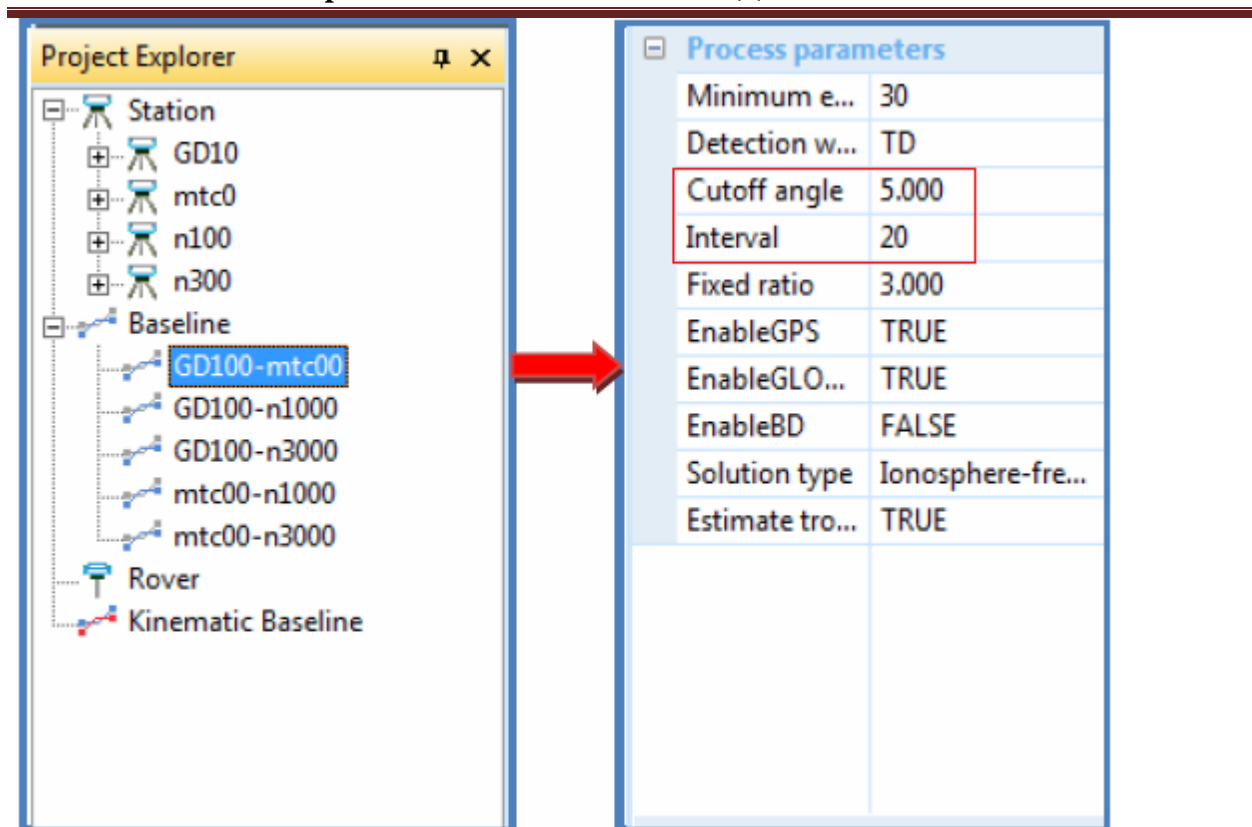 Project Explorer
Station
GD10
mtc0
n100
n300
Baseline
GD100-mtc00
GD100-n1000
GD100-n3000
mtc00-n1000
mtc00-n3000
Rover
Kinematic Baseline
Process parameters
Minimum e... 30
Detection w... TD
Cutoff angle 5.000
Interval 20
Fixed ratio 3.000
EnableGPS TRUE
EnableGLO... TRUE
EnableBD FALSE
Solution type Ionosphere-fre...
Estimate tro... TRUE